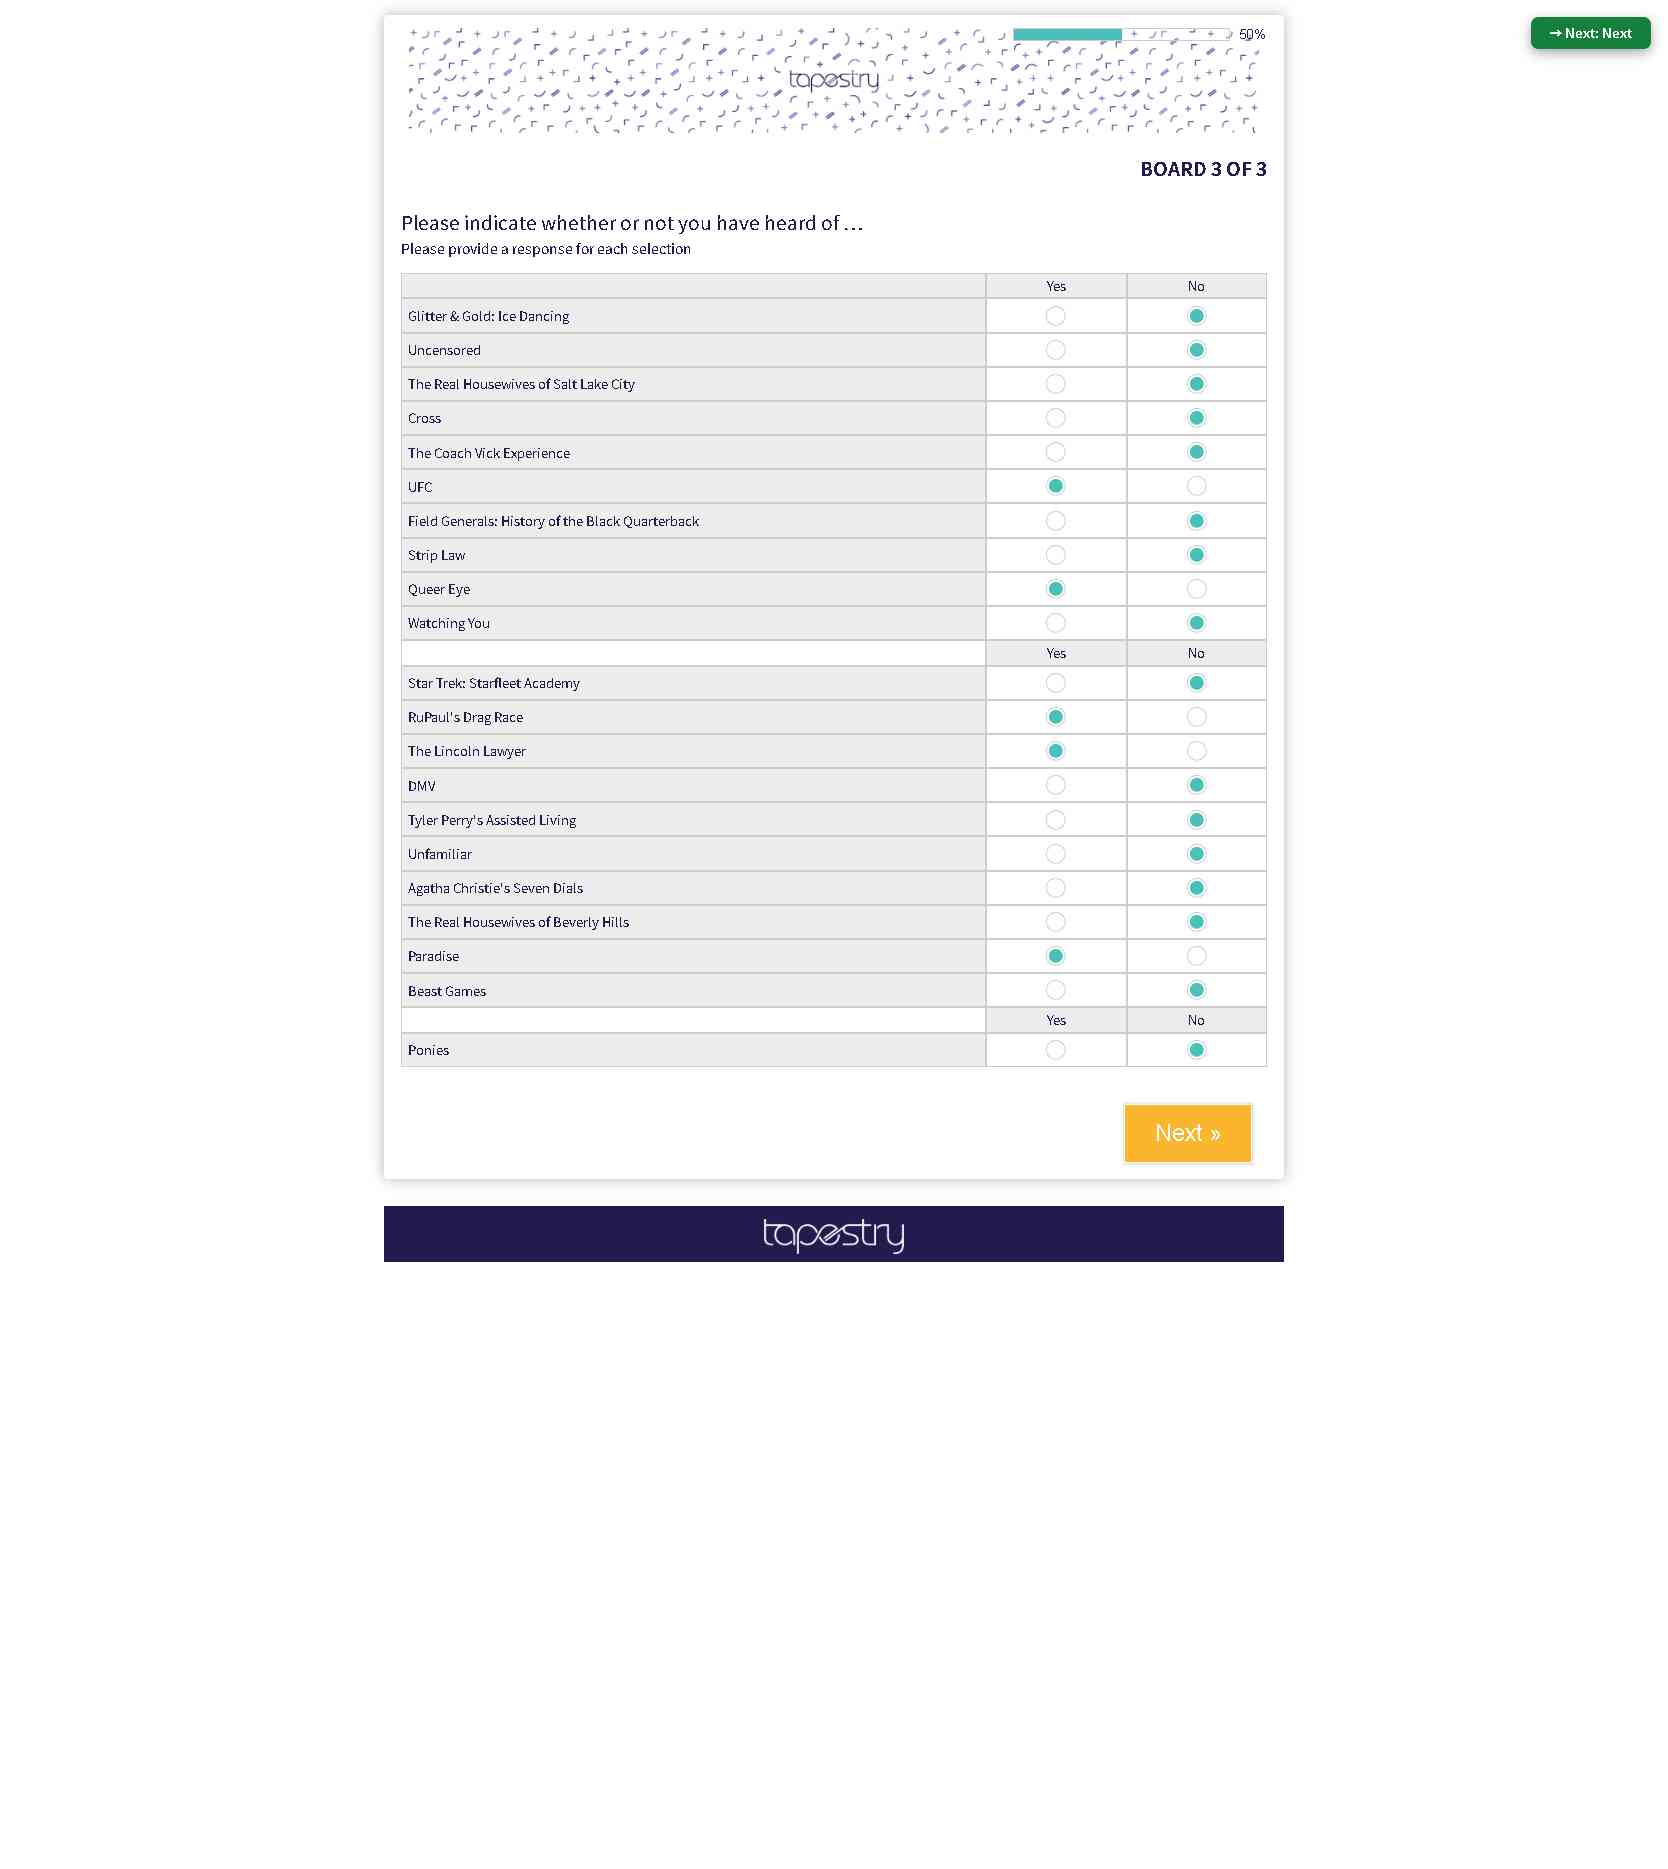 50%
→ Next: Next
tapestry
BOARD 3 OF 3
Please indicate whether or not you have heard of ...
Please provide a response for each selection
Yes No
Glitter & Gold: Ice Dancing
Uncensored
The Real Housewives of Salt Lake City
Cross
The Coach Vick Experience
UFC
Field Generals: History of the Black Quarterback
Strip Law
Queer Eye
Watching You
Yes No
Star Trek: Starfleet Academy
RuPaul's Drag Race
The Lincoln Lawyer
DMV
Tyler Perry's Assisted Living
Unfamiliar
Agatha Christie's Seven Dials
The Real Housewives of Beverly Hills
Paradise
Beast Games
Yes No
Ponies
Next »
tapestry